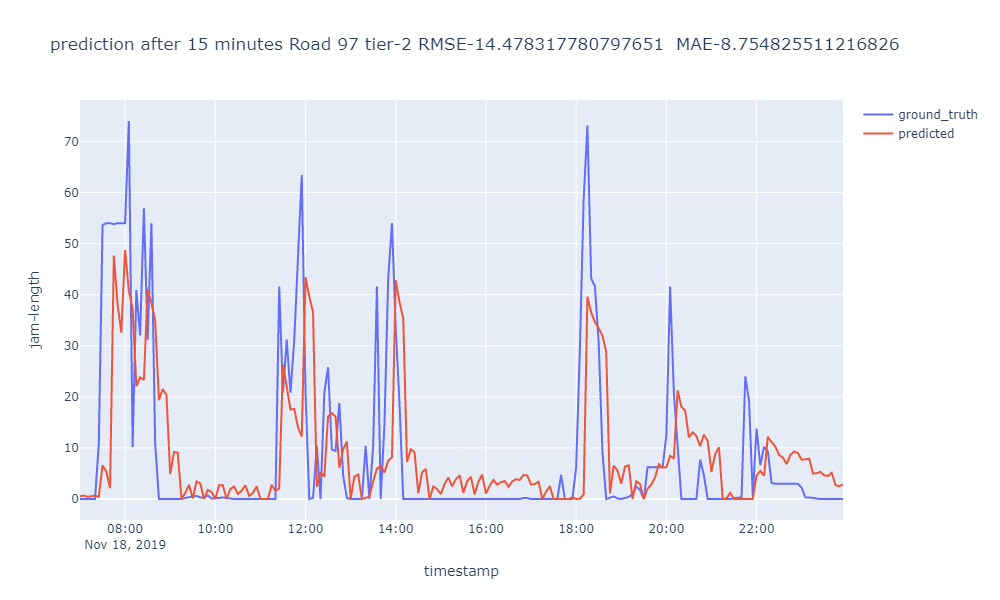 prediction after 15 minutes Road 97 tier-2 RMSE-14.478317780797651  MAE-8.754825511216826
ground_truth
predicted
jam-length
70
60
50
40
30
20
10
0
08:00 10:00 12:00 14:00 16:00 18:00 20:00 22:00
Nov 18, 2019
timestamp